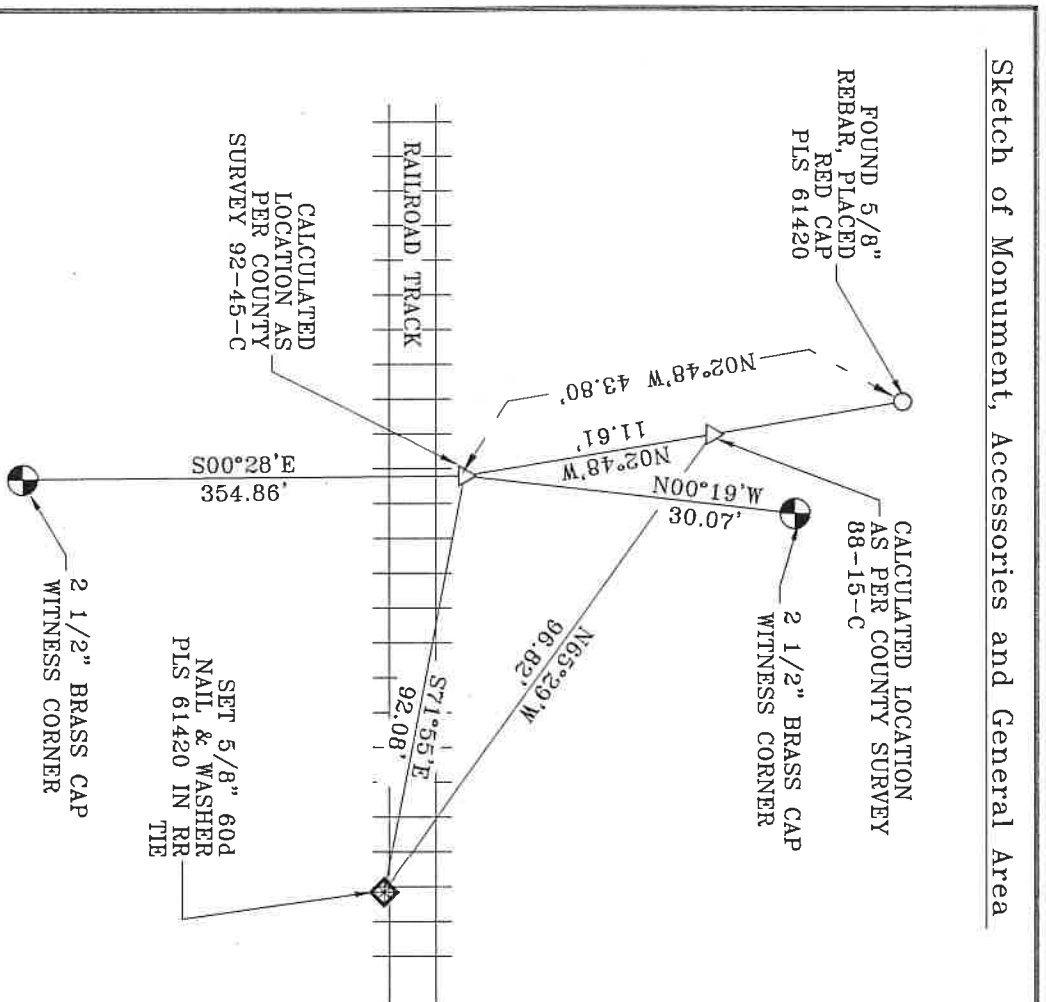 Sketch of Monument, Accessories and General Area
FOUND 5/8"
REBAR, PLACED
RED CAP
PLS 61420
CALCULATED LOCATION
AS PER COUNTY SURVEY
88-15-C
2 1/2" BRASS CAP
WITNESS CORNER
N02°48'W 43.80'
11.61'
N02°48'W
N00°19'W
30.07'
N65°29'W
96.82'
RAILROAD TRACK
S71°55'E
92.08'
CALCULATED
LOCATION AS
PER COUNTY
SURVEY 92-45-C
S00°28'E
354.86'
SET 5/8" 60d
NAIL & WASHER
PLS 61420 IN RR
TIE
2 1/2" BRASS CAP
WITNESS CORNER